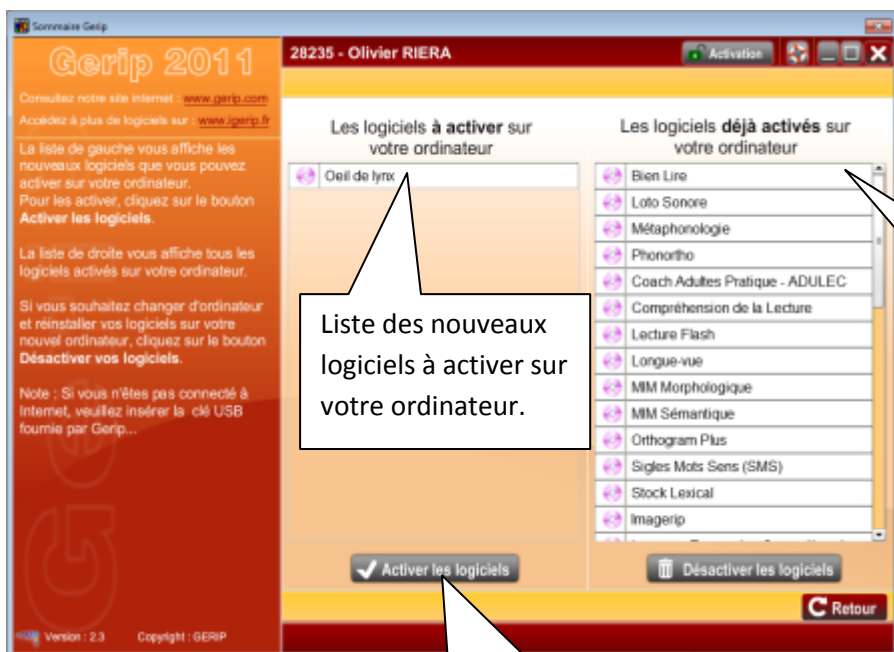 Sommaire Gerip
Gerip 2011
Consultez notre site internet : www.gerip.com
Accédez à plus de logiciels sur : www.igerip.fr
La liste de gauche vous affiche les
nouveaux logiciels que vous pouvez
activer sur votre ordinateur.
Pour les activer, cliquez sur le bouton
Activer les logiciels.
La liste de droite vous affiche tous les
logiciels activés sur votre ordinateur.
Si vous souhaitez changer d'ordinateur
et réinstaller vos logiciels sur votre
nouvel ordinateur, cliquez sur le bouton
Désactiver vos logiciels.
Note : Si vous n'êtes pas connecté à
Internet, veuillez insérer la clé USB
fournie par Gerip...
Gerip
Version : 2.3 Copyright : GERIP
28235 - Olivier RIERA
Activation
Les logiciels à activer sur
votre ordinateur
Oeil de lynx
Liste des nouveaux
logiciels à activer sur
votre ordinateur.
Activer les logiciels
Les logiciels déjà activés sur
votre ordinateur
Bien Lire
Loto Sonore
Métaphonologie
Phonortho
Coach Adultes Pratique - ADULEC
Compréhension de la Lecture
Lecture Flash
Longue-vue
MIM Morphologique
MIM Sémantique
Orthogram Plus
Sigles Mots Sens (SMS)
Stock Lexical
Imagerip
Désactiver les logiciels
Retour